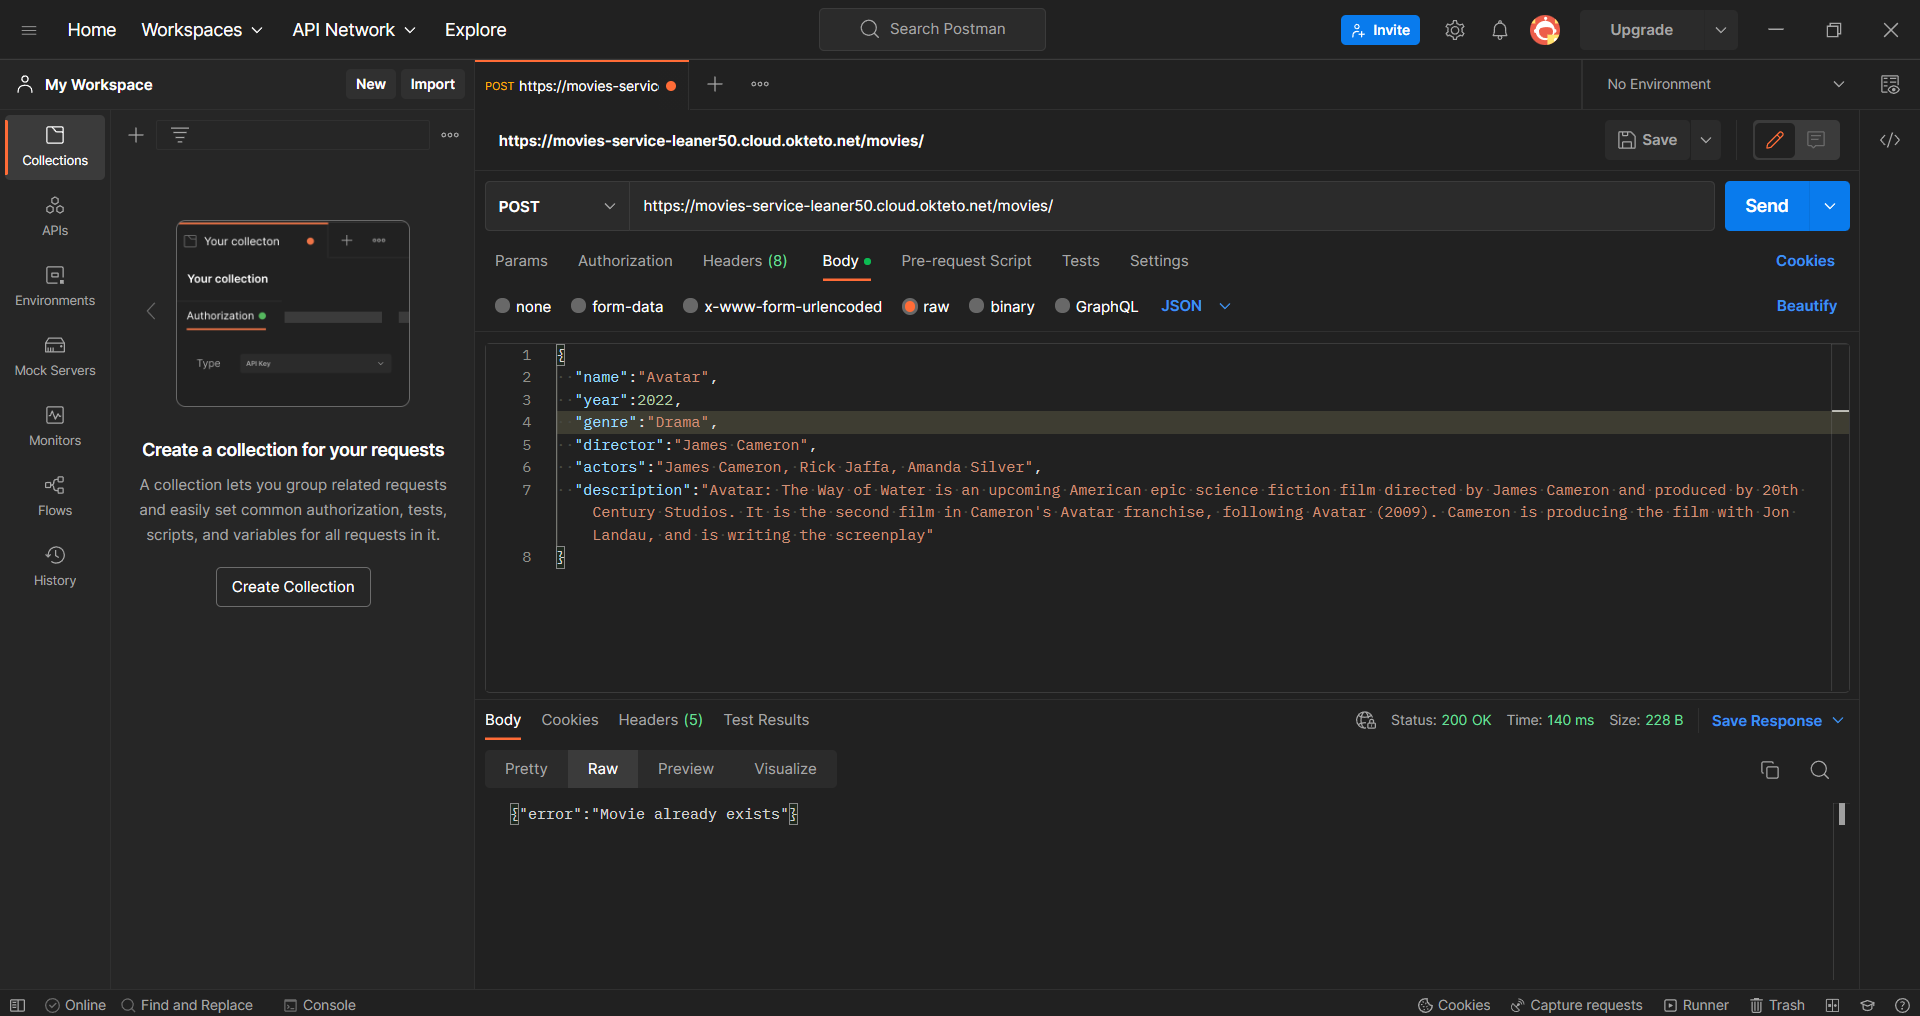 Home Workspaces API Network Explore Search Postman Invite Upgrade
My Workspace New Import POST https://movies-servic No Environment
https://movies-service-leaner50.cloud.okteto.net/movies/ Save
Collections
APIs
Environments
Mock Servers
Monitors
Flows
History
Your collecton
Your collection
Authorization
Type API Key
Create a collection for your requests
A collection lets you group related requests
and easily set common authorization, tests,
scripts, and variables for all requests in it.
Create Collection
POST https://movies-service-leaner50.cloud.okteto.net/movies/ Send
Params Authorization Headers (8) Body Pre-request Script Tests Settings Cookies
none form-data x-www-form-urlencoded raw binary GraphQL JSON Beautify
1 {
2 "name":"Avatar",
3 "year":2022,
4 "genre":"Drama",
5 "director":"James Cameron",
6 "actors":"James Cameron, Rick Jaffa, Amanda Silver",
7 "description":"Avatar: The Way of Water is an upcoming American epic science fiction film directed by James Cameron and produced by 20th
Century Studios. It is the second film in Cameron's Avatar franchise, following Avatar (2009). Cameron is producing the film with Jon
Landau, and is writing the screenplay"
8 }
Body Cookies Headers (5) Test Results Status: 200 OK Time: 140 ms Size: 228 B Save Response
Pretty Raw Preview Visualize
{"error":"Movie already exists"}
Online Find and Replace Console Cookies Capture requests Runner Trash